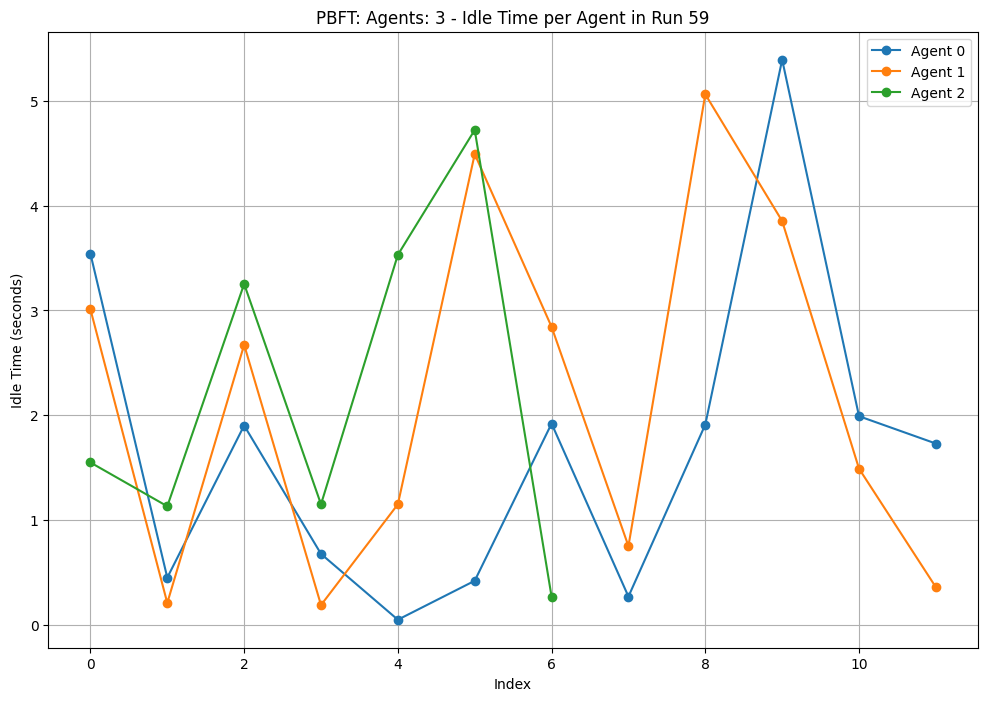 PBFT: Agents: 3 - Idle Time per Agent in Run 59
Agent 0
Agent 1
Agent 2
Idle Time (seconds)
5
4
3
2
1
0
0 2 4 6 8 10
Index